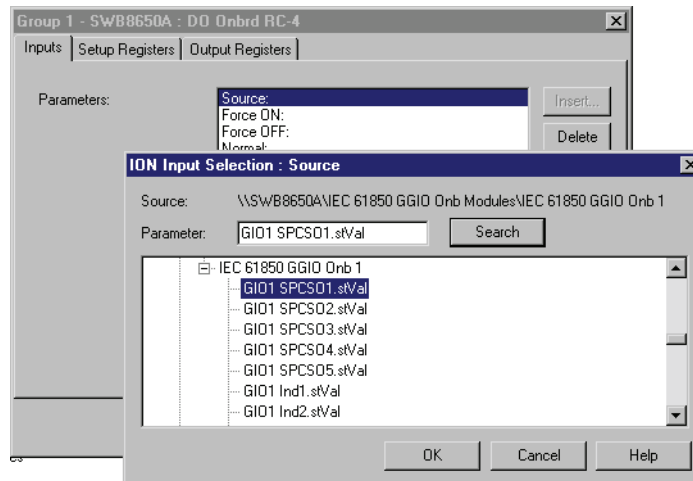 Group 1 - SWB8650A : DO Onbrd RC-4
Inputs Setup Registers Output Registers
Parameters:
Source:
Force ON:
Force OFF:
Normal:
Insert...
Delete
ION Input Selection : Source
Source: \\SWB8650A\IEC 61850 GGIO Onb Modules\IEC 61850 GGIO Onb 1
Parameter: GIO1 SPCSO1.stVal Search
IEC 61850 GGIO Onb 1
GIO1 SPCSO1.stVal
GIO1 SPCSO2.stVal
GIO1 SPCSO3.stVal
GIO1 SPCSO4.stVal
GIO1 SPCSO5.stVal
GIO1 Ind1.stVal
GIO1 Ind2.stVal
OK Cancel Help